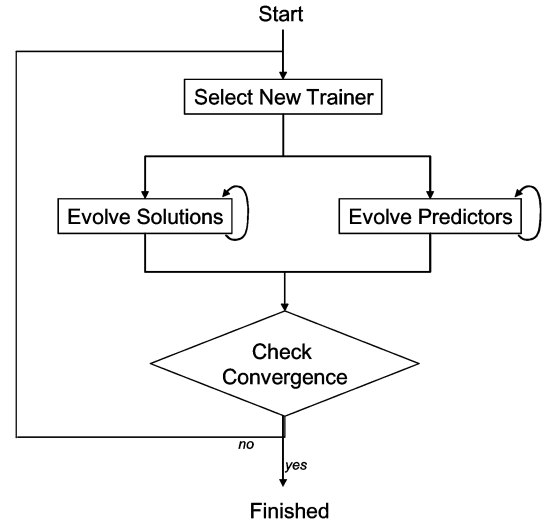 Start
Select New Trainer
Evolve Solutions
Evolve Predictors
Check
Convergence
no
yes
Finished